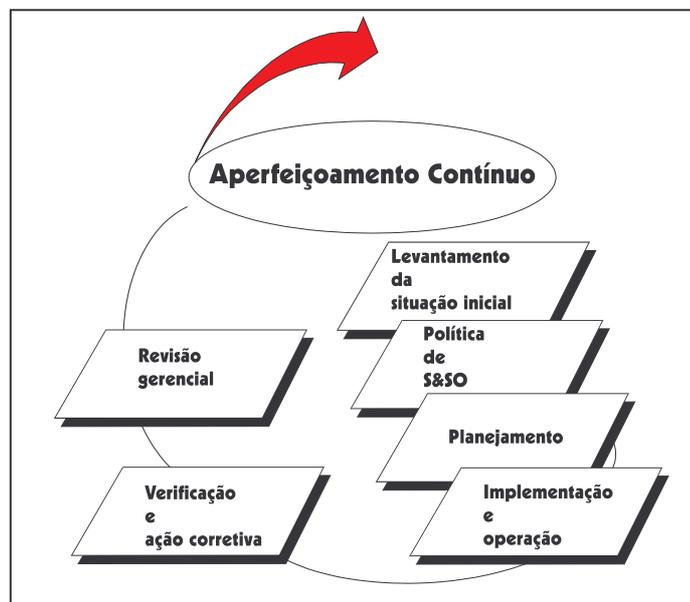 Aperfeiçoamento Contínuo
Levantamento
da
situação inicial
Política
de
S&SO
Planejamento
Implementação
e
operação
Verificação
e
ação corretiva
Revisão
gerencial